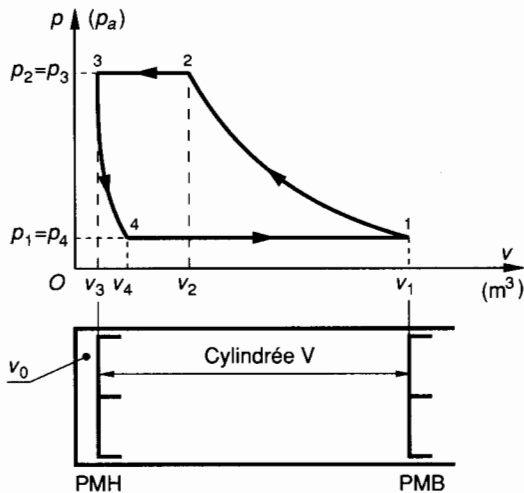 p (pₐ)
3 2
p₂=p₃
4 1
p₁=p₄
O v₃ v₄ v₂ v₁ v
(m³)
v₀
Cylindrée V
PMH PMB